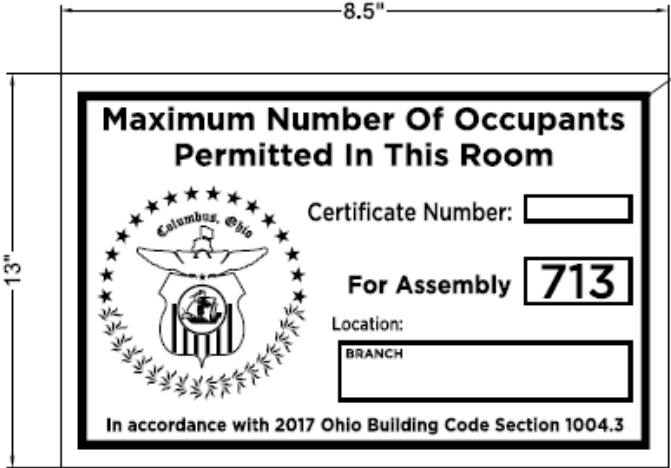 8.5"
13"
Maximum Number Of Occupants
Permitted In This Room
Columbus, Ohio
Certificate Number:
For Assembly 713
Location:
BRANCH
In accordance with 2017 Ohio Building Code Section 1004.3